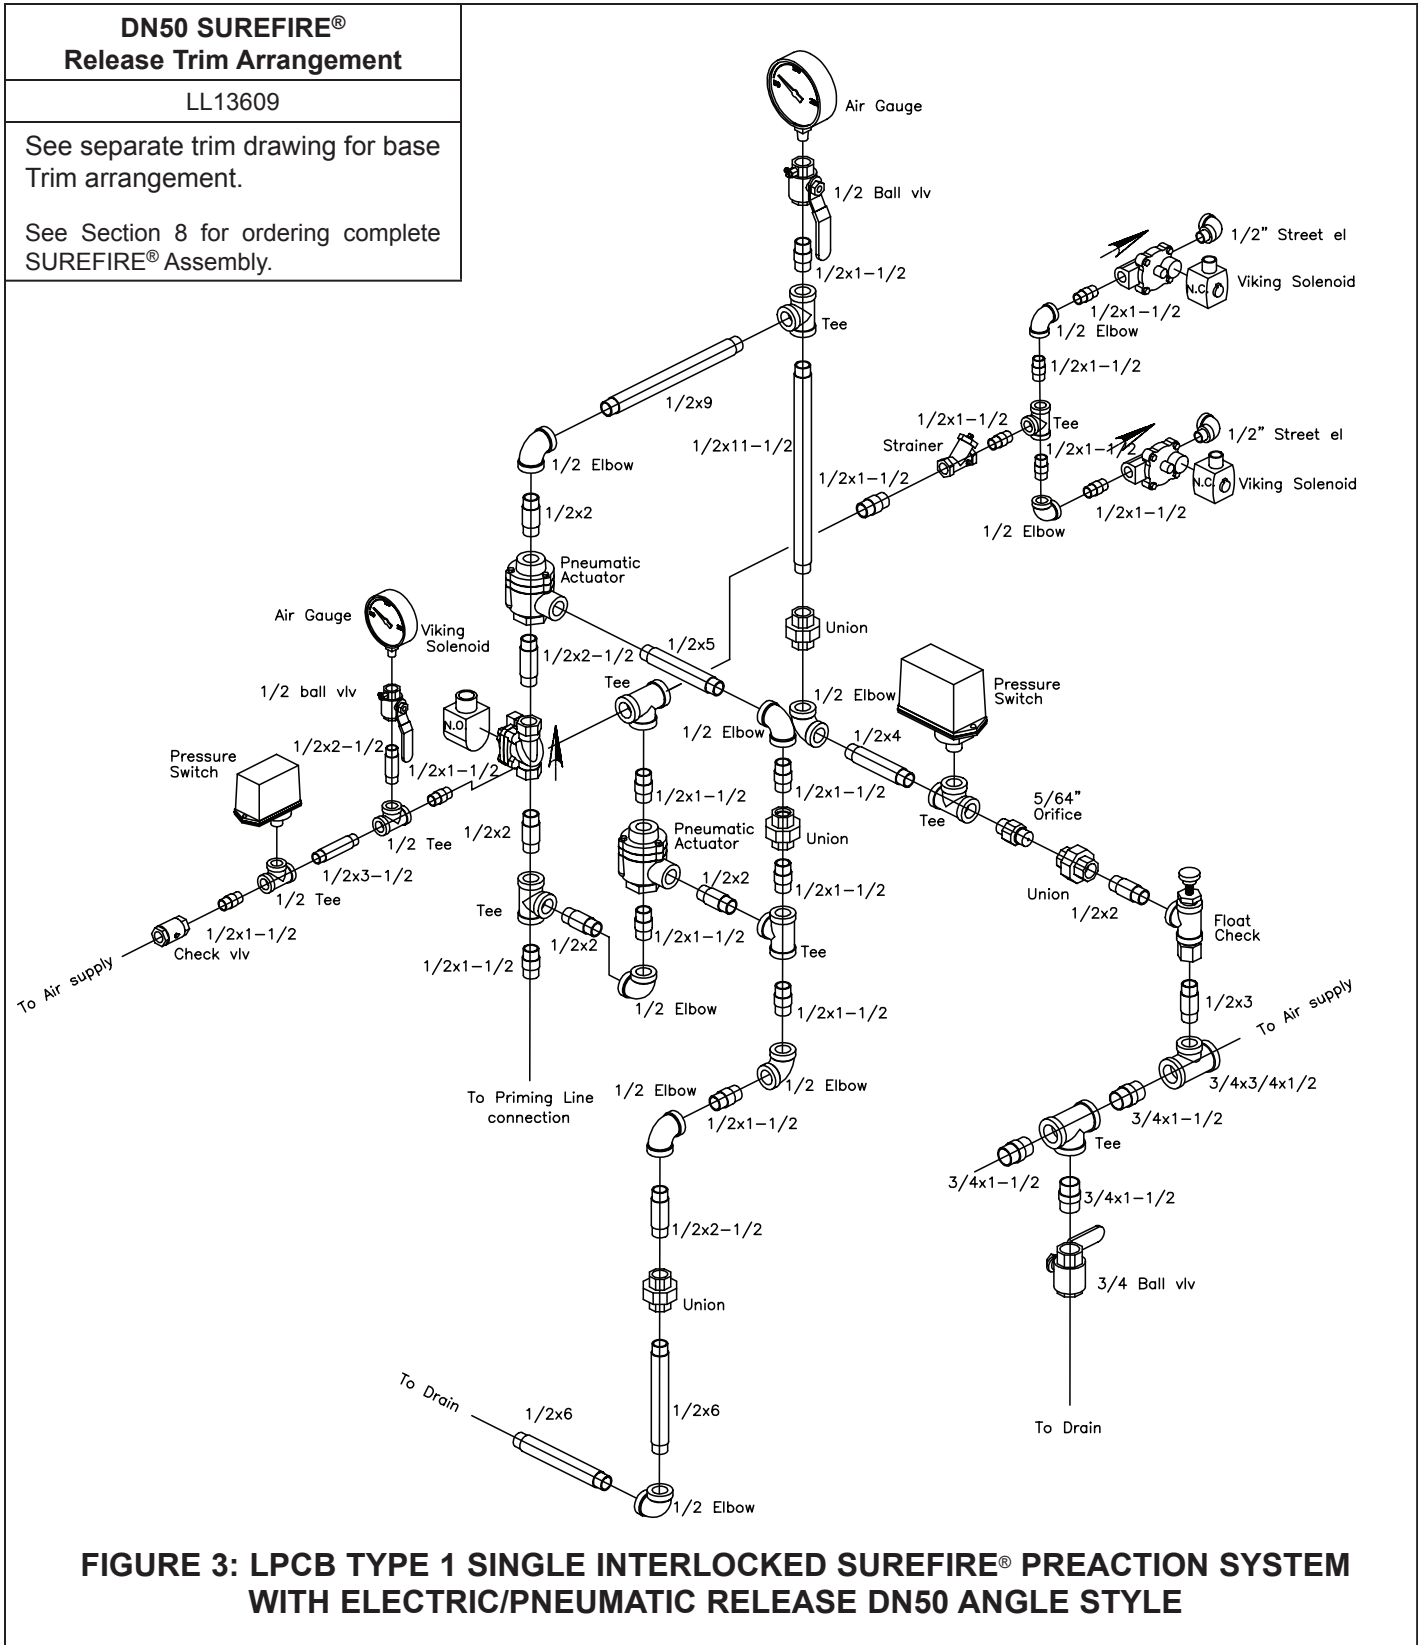 DN50 SUREFIRE®
Release Trim Arrangement
LL13609
See separate trim drawing for base
Trim arrangement.
See Section 8 for ordering complete
SUREFIRE® Assembly.
Air Gauge
1/2 Ball vlv
1/2x1-1/2
Tee
1/2x9
1/2 Elbow
1/2x2
1/2x11-1/2
1/2x1-1/2
Strainer
1/2x1-1/2
Tee
1/2x1-1/2
1/2x1-1/2
1/2 Elbow
1/2x1-1/2
1/2" Street el
Viking Solenoid
N.C.
1/2" Street el
Viking Solenoid
N.C.
1/2x1-1/2
1/2 Elbow
Pneumatic
Actuator
Air Gauge
Viking
Solenoid
1/2x2-1/2
1/2x5
Union
Tee
1/2 ball vlv
N.O.
1/2 Elbow
1/2 Elbow
Pressure
Switch
1/2x4
Pressure
Switch
1/2x2-1/2
1/2x1-1/2
1/2x1-1/2
1/2x1-1/2
5/64"
Orifice
Tee
1/2 Tee
1/2x2
Pneumatic
Actuator
Union
1/2x3-1/2
1/2x2
1/2x1-1/2
Union
1/2x2
1/2 Tee
Tee
1/2x1-1/2
Check vlv
To Air supply
1/2x2
1/2x1-1/2
Tee
Float
Check
1/2x1-1/2
1/2 Elbow
1/2x1-1/2
1/2x3
To Air supply
To Priming Line
connection
1/2 Elbow
1/2 Elbow
1/2x1-1/2
3/4x3/4x1/2
3/4x1-1/2
Tee
3/4x1-1/2
3/4x1-1/2
1/2x2-1/2
3/4 Ball vlv
Union
To Drain
1/2x6
1/2x6
To Drain
1/2 Elbow
FIGURE 3: LPCB TYPE 1 SINGLE INTERLOCKED SUREFIRE® PREACTION SYSTEM
WITH ELECTRIC/PNEUMATIC RELEASE DN50 ANGLE STYLE